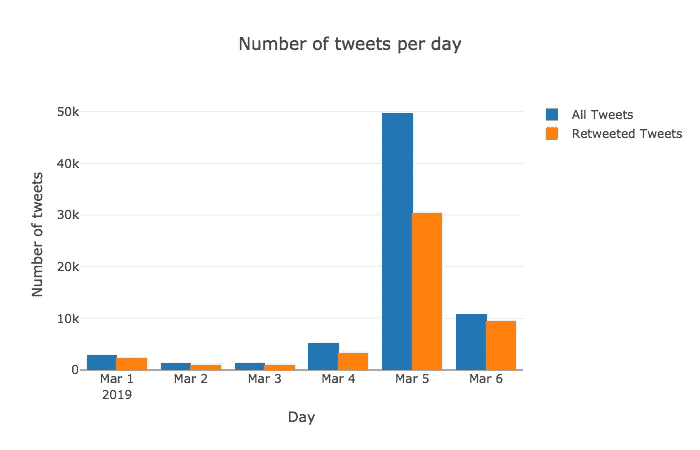 Number of tweets per day
50k
40k
30k
20k
10k
0
Number of tweets
Mar 1 Mar 2 Mar 3 Mar 4 Mar 5 Mar 6
2019
Day
All Tweets
Retweeted Tweets